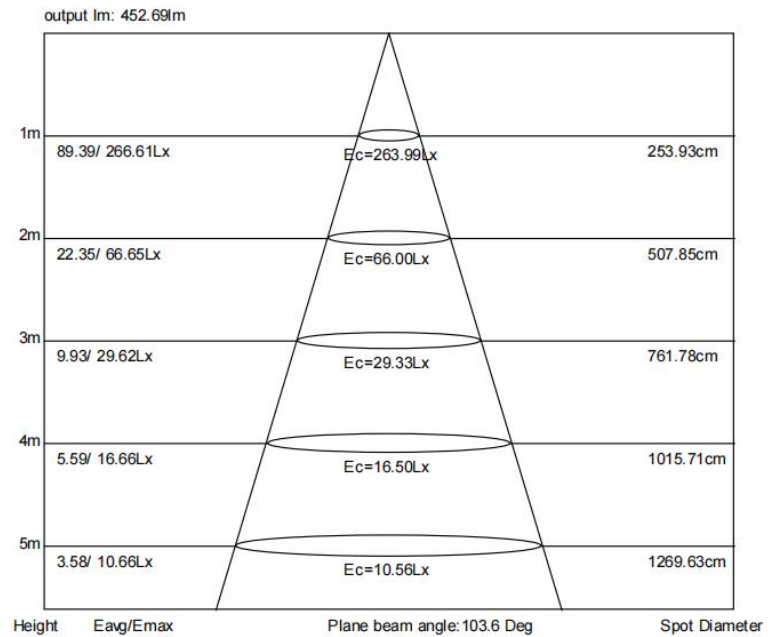 output lm: 452.69lm
1m
89.39/ 266.61Lx
Ec=263.99Lx
253.93cm
2m
22.35/ 66.65Lx
Ec=66.00Lx
507.85cm
3m
9.93/ 29.62Lx
Ec=29.33Lx
761.78cm
4m
5.59/ 16.66Lx
Ec=16.50Lx
1015.71cm
5m
3.58/ 10.66Lx
Ec=10.56Lx
1269.63cm
Height Eavg/Emax Plane beam angle:103.6 Deg Spot Diameter